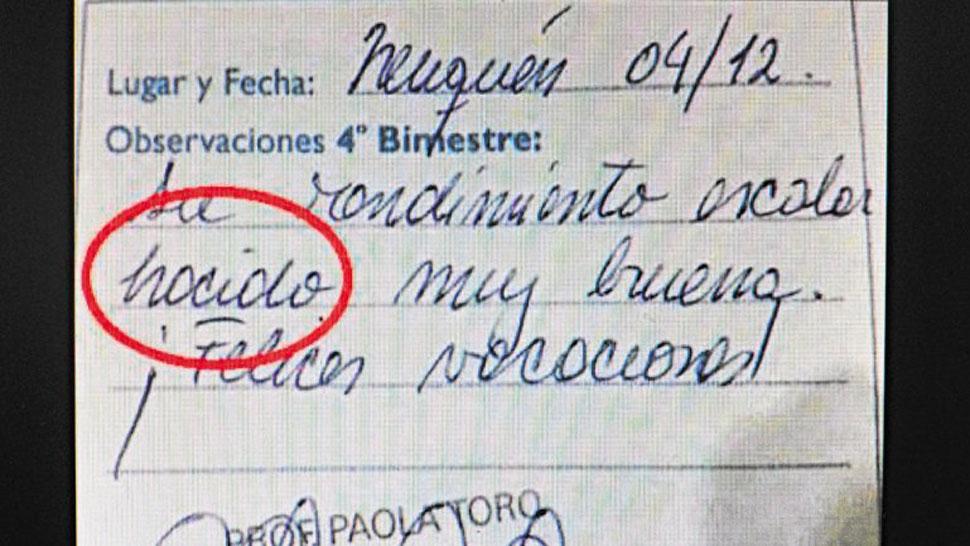 Lugar y Fecha: Neuquén 04/12.
Observaciones 4° Bimestre:
Su rendimiento escolar
hacido muy buena.
¡Felices vacaciones!
PROF. PAOLA TORO